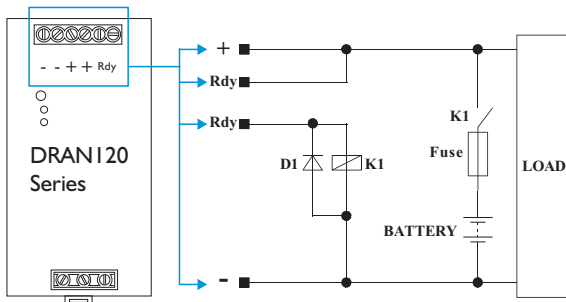 - - + + Rdy
DRAN120
Series
+
Rdy
Rdy
D1
K1
-
K1
Fuse
BATTERY
LOAD